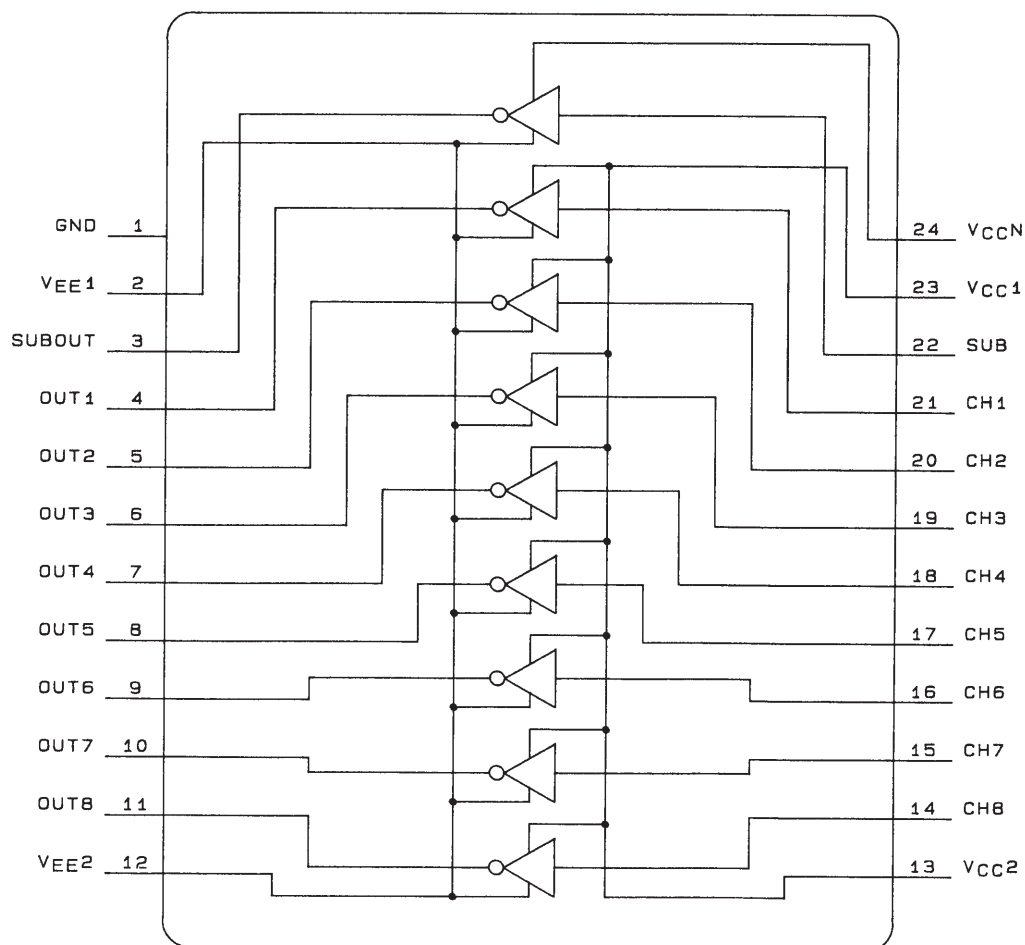 GND 1
VEE1 2
SUBOUT 3
OUT1 4
OUT2 5
OUT3 6
OUT4 7
OUT5 8
OUT6 9
OUT7 10
OUT8 11
VEE2 12
24 VCCN
23 VCC1
22 SUB
21 CH1
20 CH2
19 CH3
18 CH4
17 CH5
16 CH6
15 CH7
14 CH8
13 VCC2